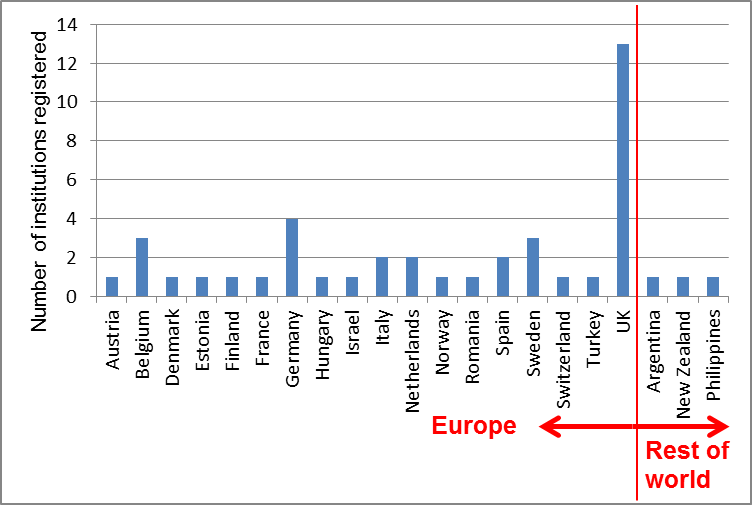 Number of institutions registered
14
12
10
8
6
4
2
0
Austria
Belgium
Denmark
Estonia
Finland
France
Germany
Hungary
Israel
Italy
Netherlands
Norway
Romania
Spain
Sweden
Switzerland
Turkey
UK
Argentina
New Zealand
Philippines
Europe
Rest of
world